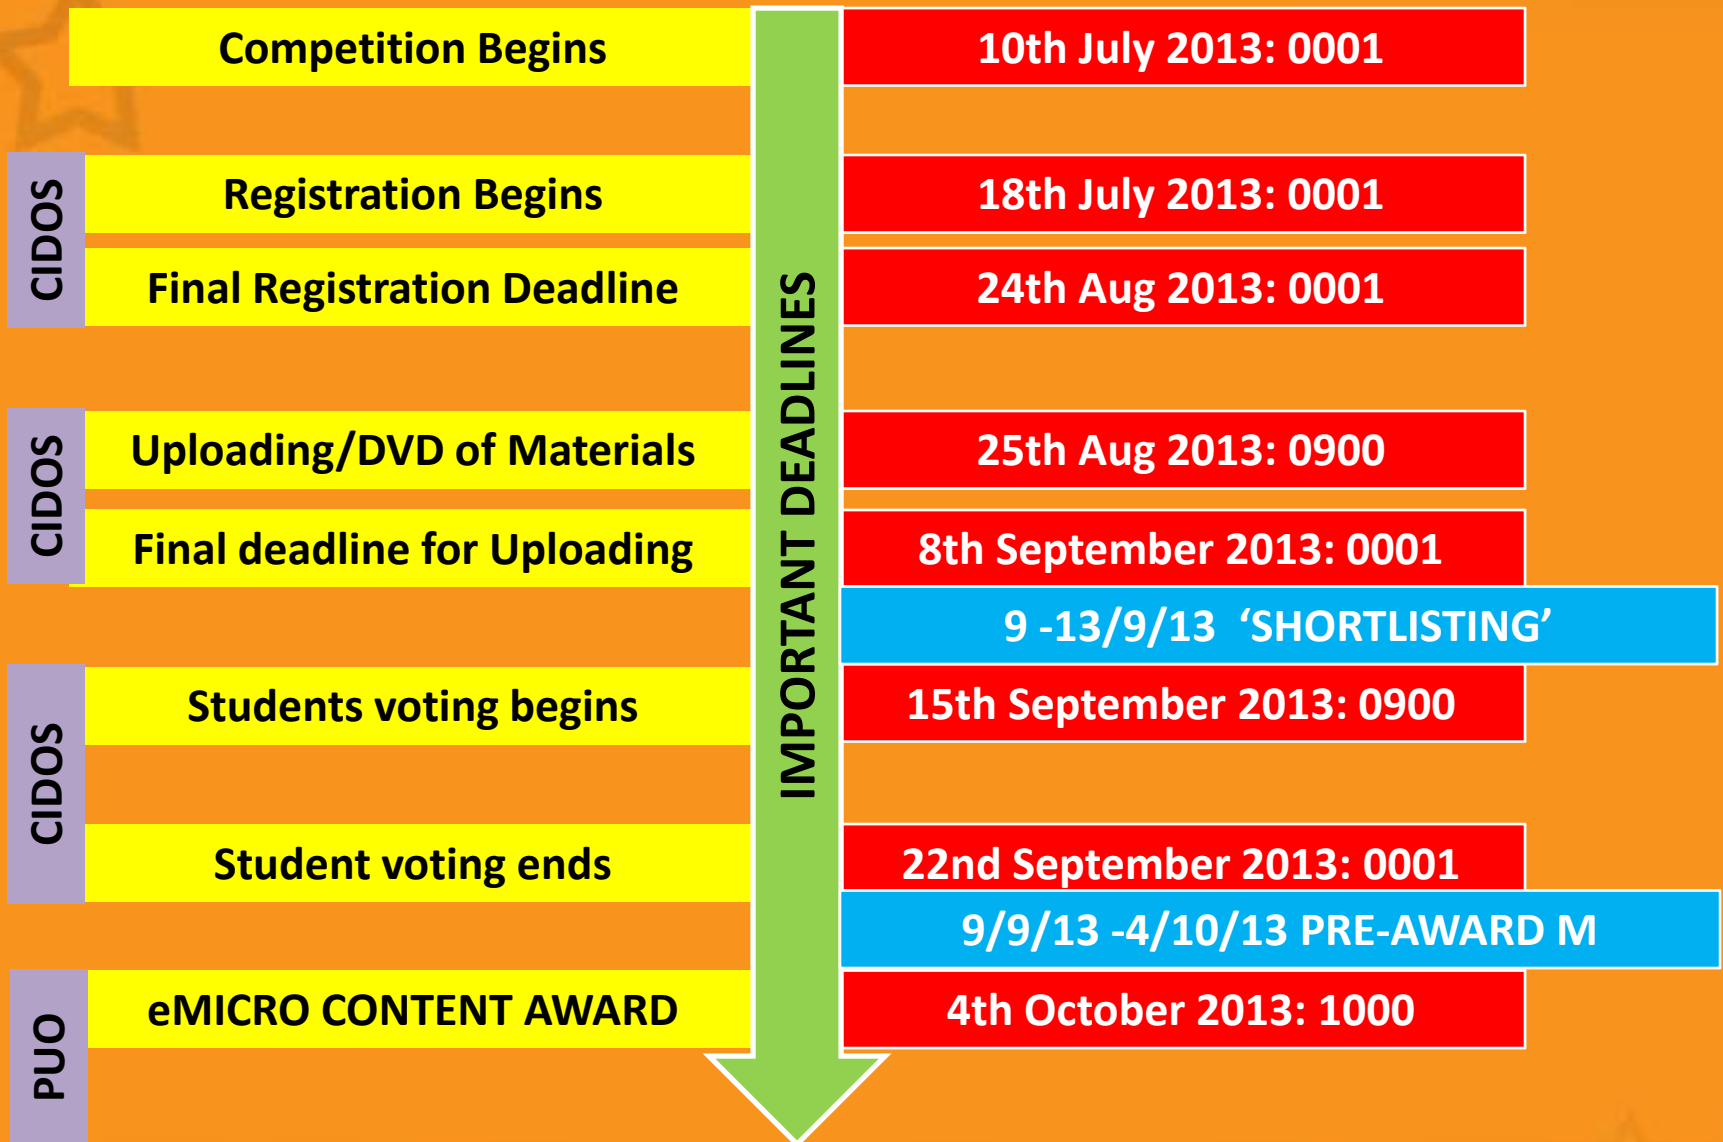 Competition Begins
10th July 2013: 0001
CIDOS
Registration Begins
18th July 2013: 0001
Final Registration Deadline
24th Aug 2013: 0001
IMPORTANT DEADLINES
CIDOS
Uploading/DVD of Materials
25th Aug 2013: 0900
Final deadline for Uploading
8th September 2013: 0001
9 -13/9/13 ‘SHORTLISTING’
CIDOS
Students voting begins
15th September 2013: 0900
Student voting ends
22nd September 2013: 0001
9/9/13 -4/10/13 PRE-AWARD M
PUO
eMICRO CONTENT AWARD
4th October 2013: 1000